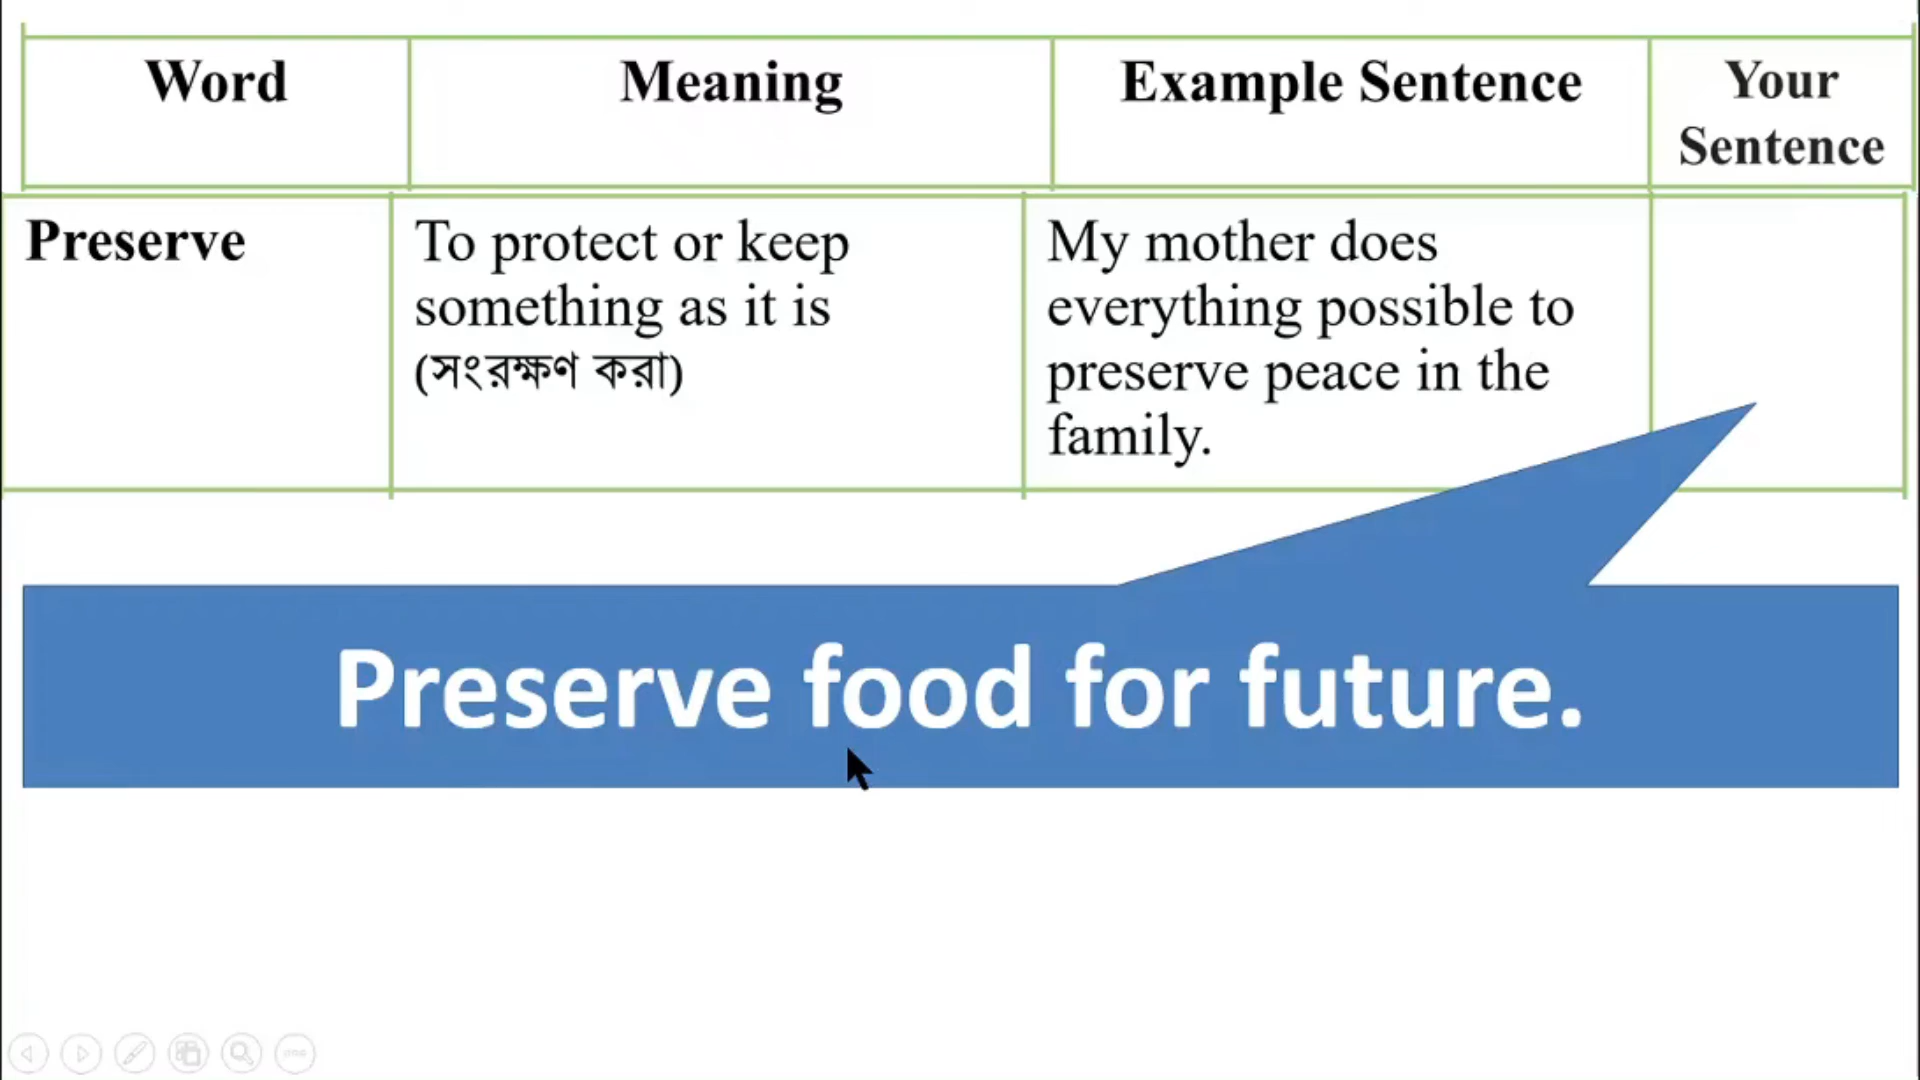 Word
Meaning
Example Sentence
Your
Sentence
Preserve
To protect or keep
something as it is
(সংরক্ষণ করা)
My mother does
everything possible to
preserve peace in the
family.
Preserve food for future.